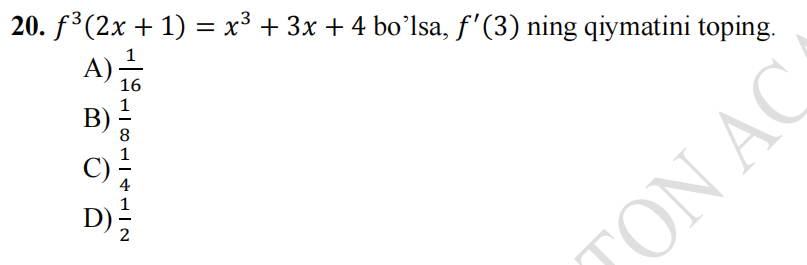 20. f³(2x + 1) = x³ + 3x + 4 bo’lsa, f′(3) ning qiymatini toping.
A) 1/16
B) 1/8
C) 1/4
D) 1/2
TON AC